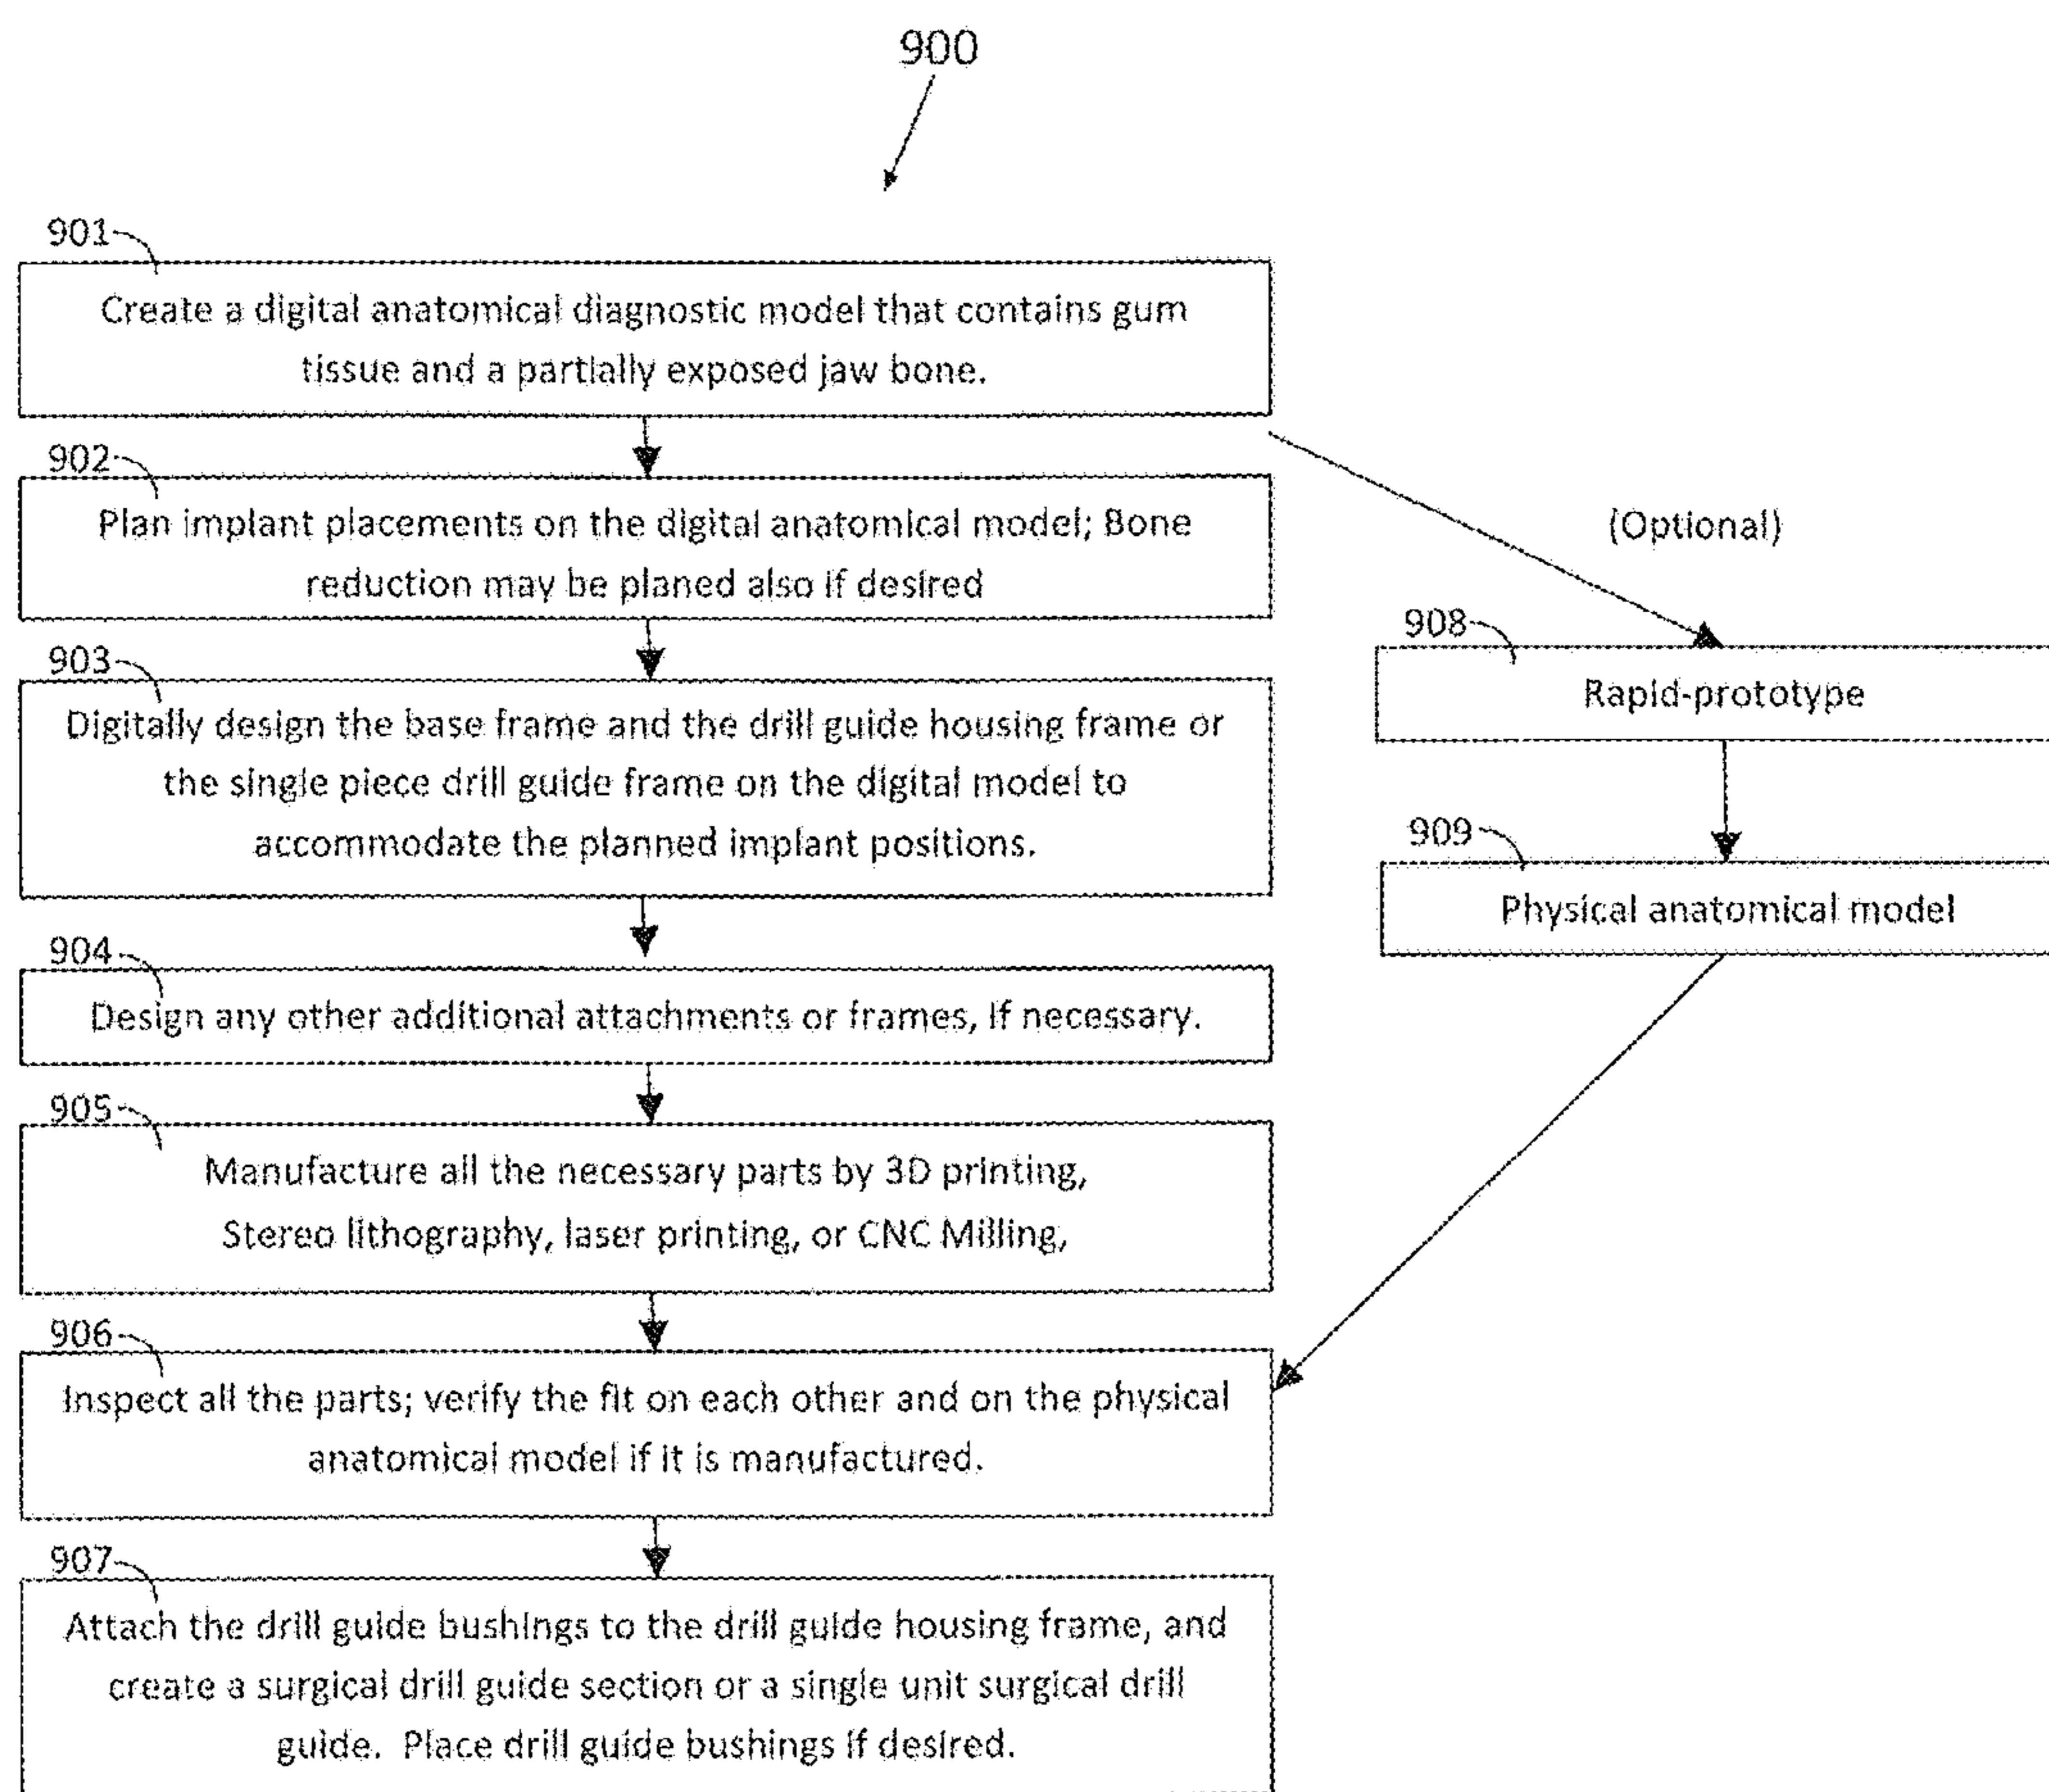 900
901
Create a digital anatomical diagnostic model that contains gum
tissue and a partially exposed jaw bone.
902
Plan implant placements on the digital anatomical model; Bone
reduction may be planed also if desired
(Optional)
908
Rapid-prototype
903
Digitally design the base frame and the drill guide housing frame or
the single piece drill guide frame on the digital model to
accommodate the planned implant positions.
909
Physical anatomical model
904
Design any other additional attachments or frames, if necessary.
905
Manufacture all the necessary parts by 3D printing,
Stereo lithography, laser printing, or CNC Milling,
906
Inspect all the parts; verify the fit on each other and on the physical
anatomical model if it is manufactured.
907
Attach the drill guide bushings to the drill guide housing frame, and
create a surgical drill guide section or a single unit surgical drill
guide. Place drill guide bushings if desired.